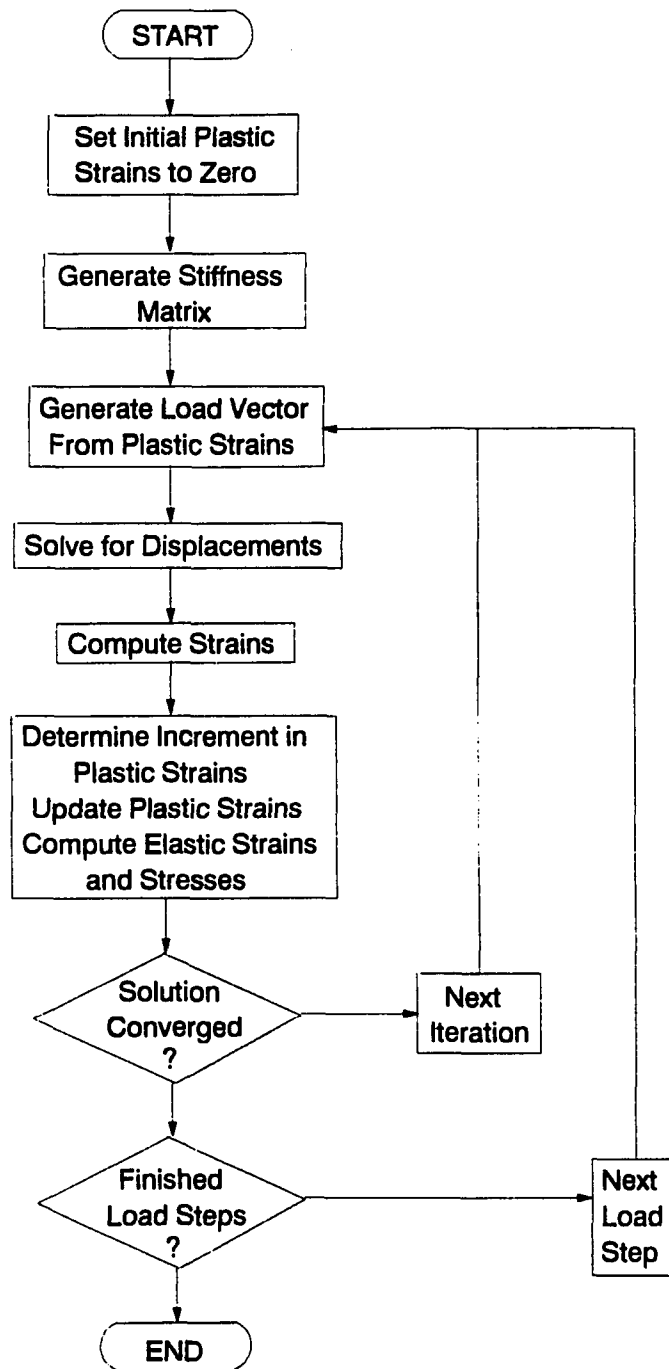 START
Set Initial Plastic
Strains to Zero
Generate Stiffness
Matrix
Generate Load Vector
From Plastic Strains
Solve for Displacements
Compute Strains
Determine Increment in
Plastic Strains
Update Plastic Strains
Compute Elastic Strains
and Stresses
Solution
Converged
?
Next
Iteration
Finished
Load Steps
?
Next
Load
Step
END